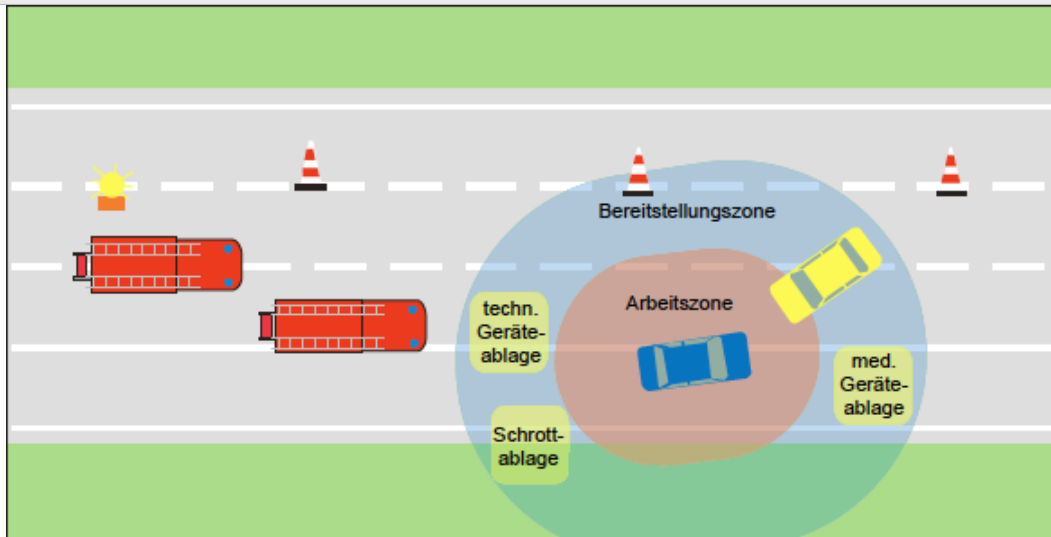 Bereitstellungszone
Arbeitszone
techn.
Geräte-
ablage
med.
Geräte-
ablage
Schrott-
ablage